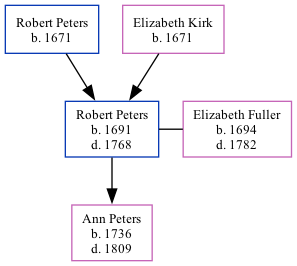 Robert Peters
b. 1671
Elizabeth Kirk
b. 1671
Robert Peters
b. 1691
d. 1768
Elizabeth Fuller
b. 1694
d. 1782
Ann Peters
b. 1736
d. 1809